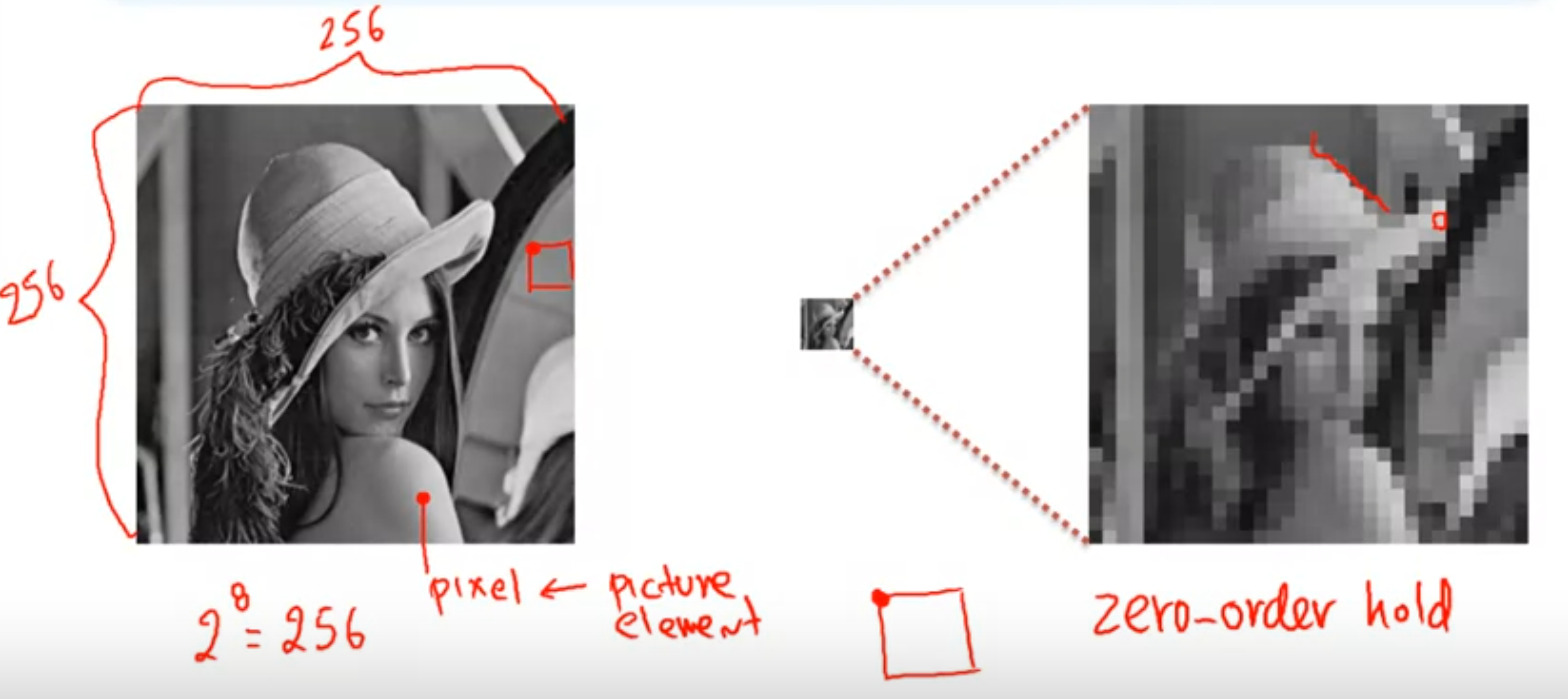 256
256
2^8 = 256
pixel ← picture
element
zero-order hold